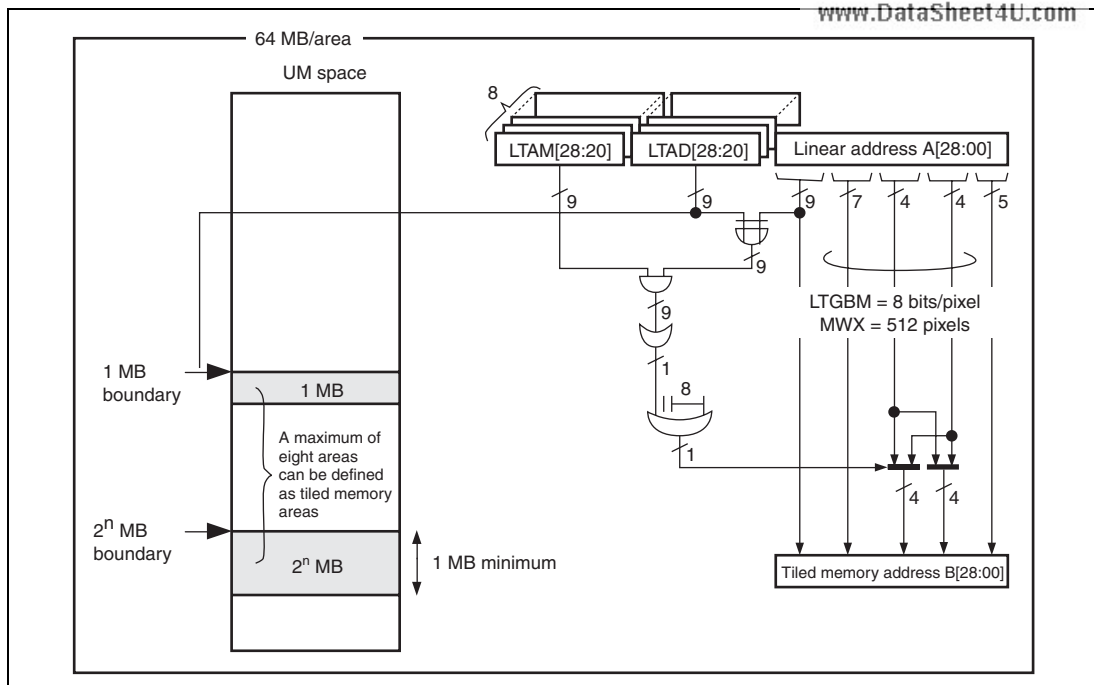 www.DataSheet4U.com
64 MB/area
UM space
8
LTAM[28:20]
LTAD[28:20]
Linear address A[28:00]
9
9
9
7
4
4
5
9
9
1
8
1
LTGBM = 8 bits/pixel
MWX = 512 pixels
4
4
1 MB
boundary
1 MB
A maximum of
eight areas
can be defined
as tiled memory
areas
2ⁿ MB
boundary
2ⁿ MB
1 MB minimum
Tiled memory address B[28:00]